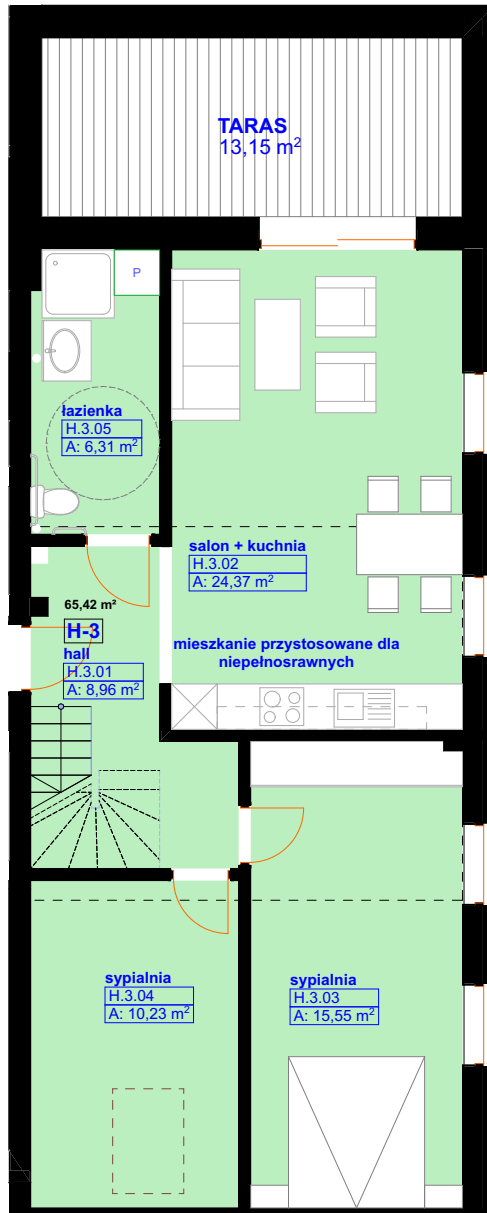 TARAS
13,15 m²
P
łazienka
H.3.05
A: 6,31 m²
salon + kuchnia
H.3.02
A: 24,37 m²
65,42 m²
H-3
hall
H.3.01
A: 8,96 m²
mieszkanie przystosowane dla
niepełnosrawnych
sypialnia
H.3.04
A: 10,23 m²
sypialnia
H.3.03
A: 15,55 m²